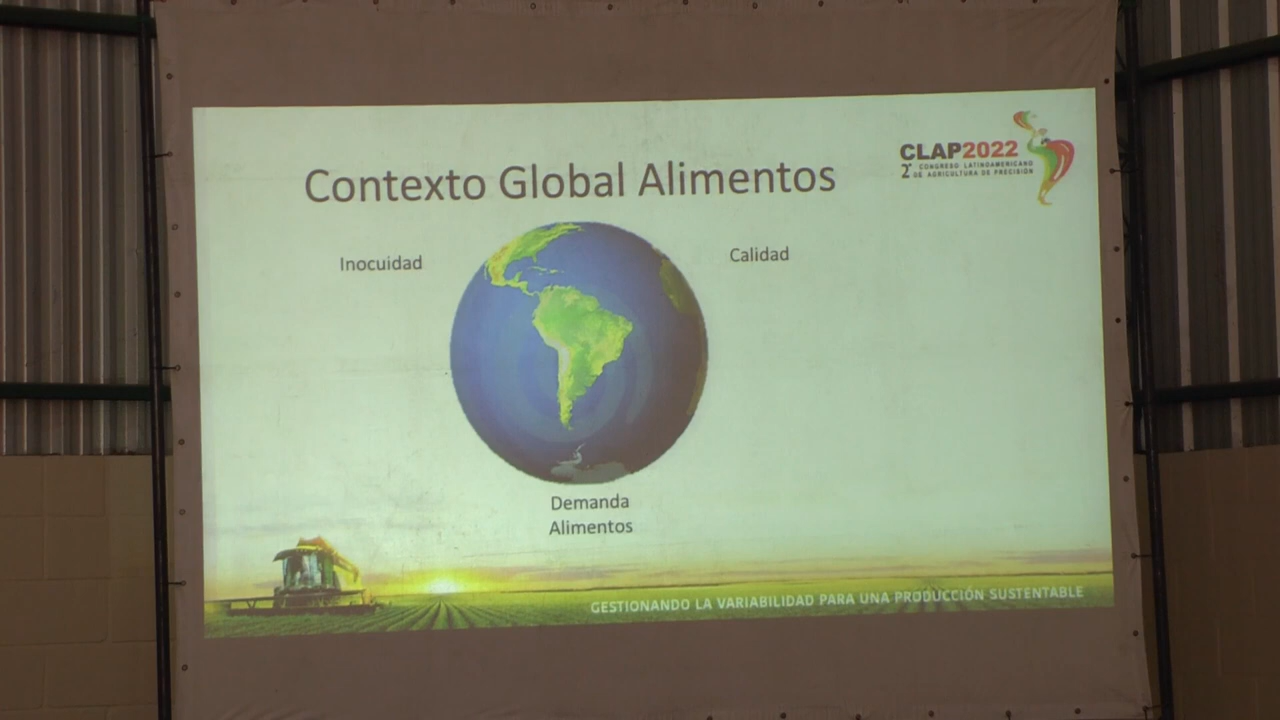 CLAP2022
2° CONGRESO LATINOAMERICANO
DE AGRICULTURA DE PRECISIÓN
Contexto Global Alimentos
Inocuidad
Calidad
Demanda
Alimentos
GESTIONANDO LA VARIABILIDAD PARA UNA PRODUCCIÓN SUSTENTABLE